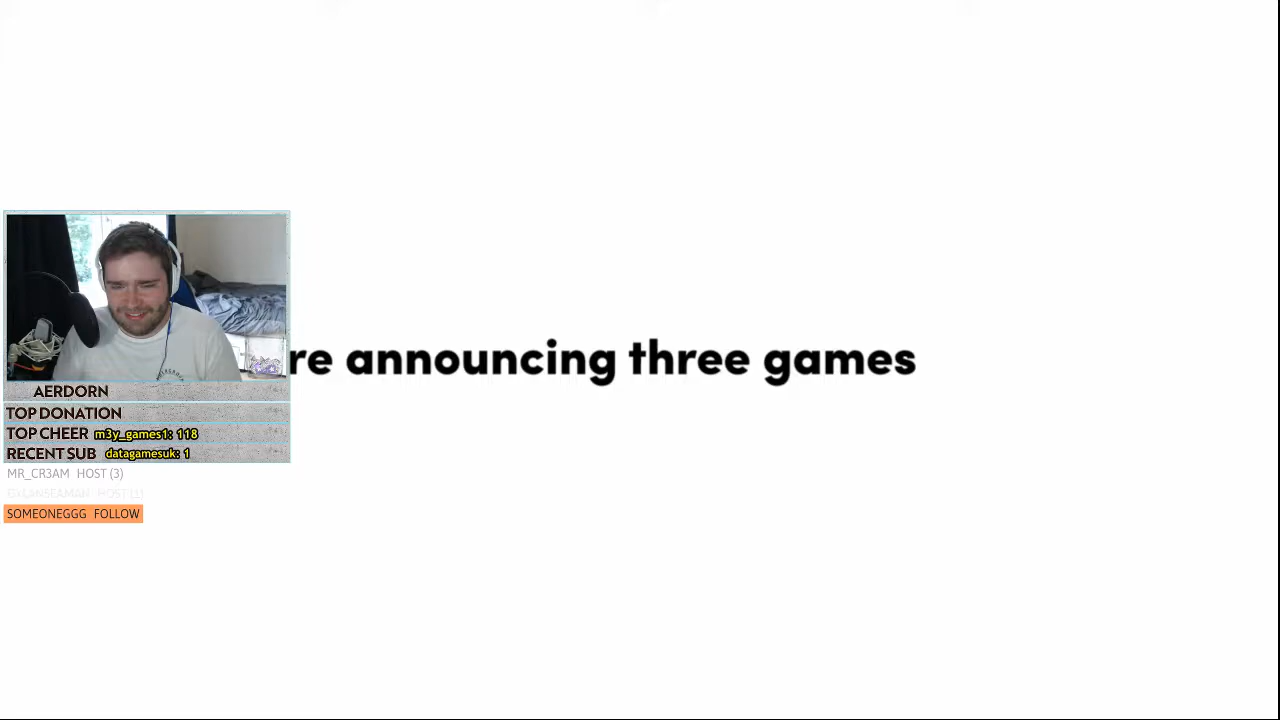 re announcing three games
AERDORN
TOP DONATION
TOP CHEER m3y_games1: 118
RECENT SUB datagamesuk: 1
MR_CR3AM HOST (3)
SOMEONEGGG FOLLOW